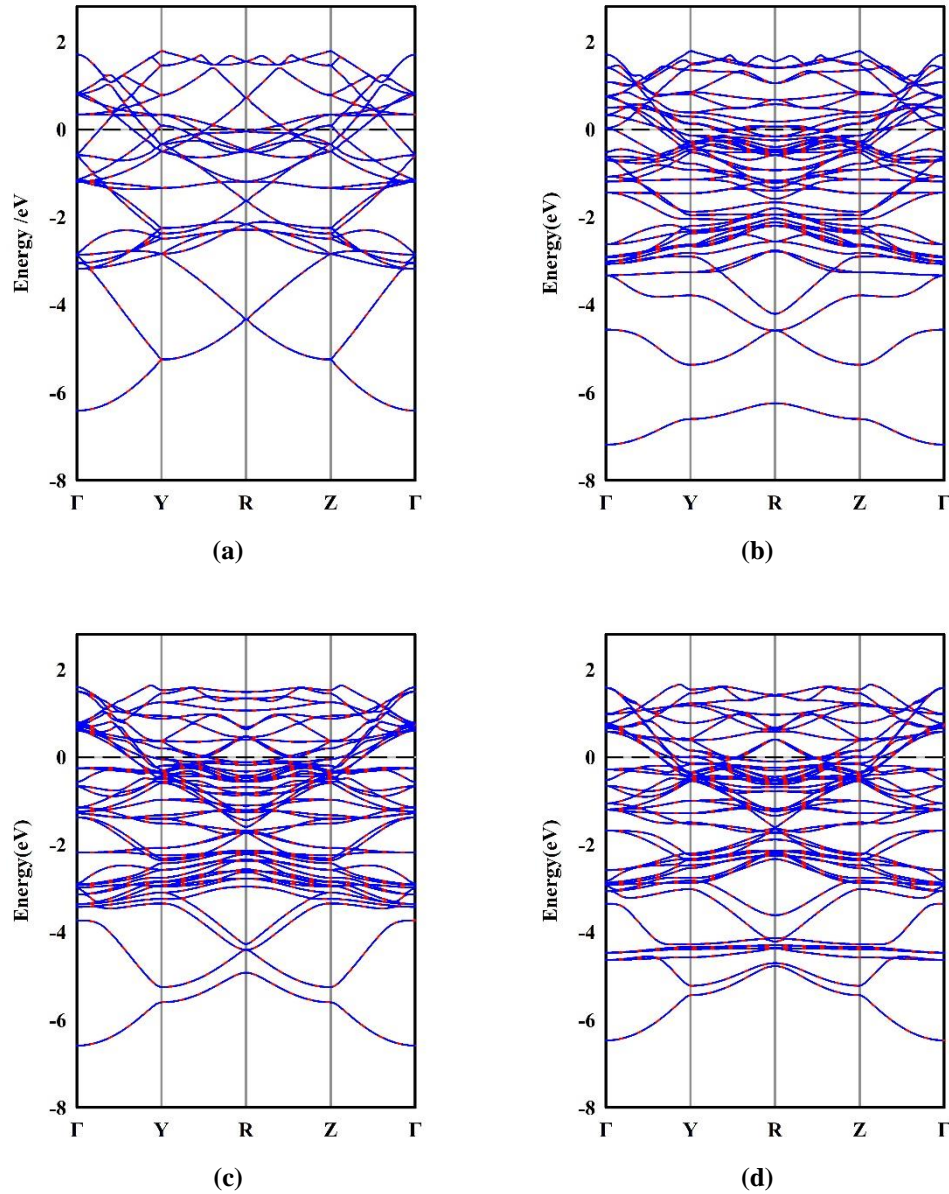 2
0
-2
-4
-6
-8
Energy /eV
Γ Y R Z Γ
(a)
2
0
-2
-4
-6
-8
Energy(eV)
Γ Y R Z Γ
(b)
2
0
-2
-4
-6
-8
Energy(eV)
Γ Y R Z Γ
(c)
2
0
-2
-4
-6
-8
Energy(eV)
Γ Y R Z Γ
(d)